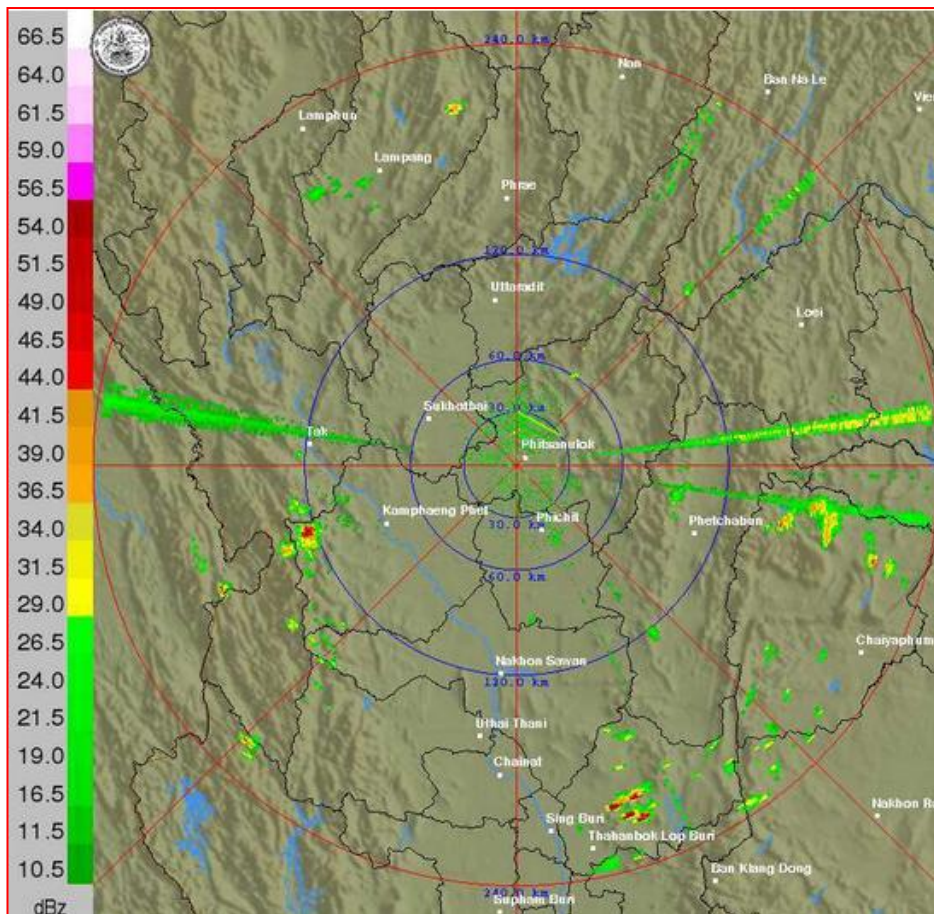 66.5
64.0
61.5
59.0
56.5
54.0
51.5
49.0
46.5
44.0
41.5
39.0
36.5
34.0
31.5
29.0
26.5
24.0
21.5
19.0
16.5
11.5
10.5
dBz
240.0 km
Nan
Ban Na Le
Lamphun
Lampang
Phrae
120.0 km
Uttaradit
Loei
60.0 km
30.0 km
Sukhothai
Tak
Phitsanulok
Kamphaeng Phet
Phichit
Phetchabun
30.0 km
60.0 km
Chaiyaphum
Nakhon Sawan
120.0 km
Uthai Thani
Chainat
Sing Buri
Thahanbok Lop Buri
Ban Klang Dong
240.0 km
Supham Buri